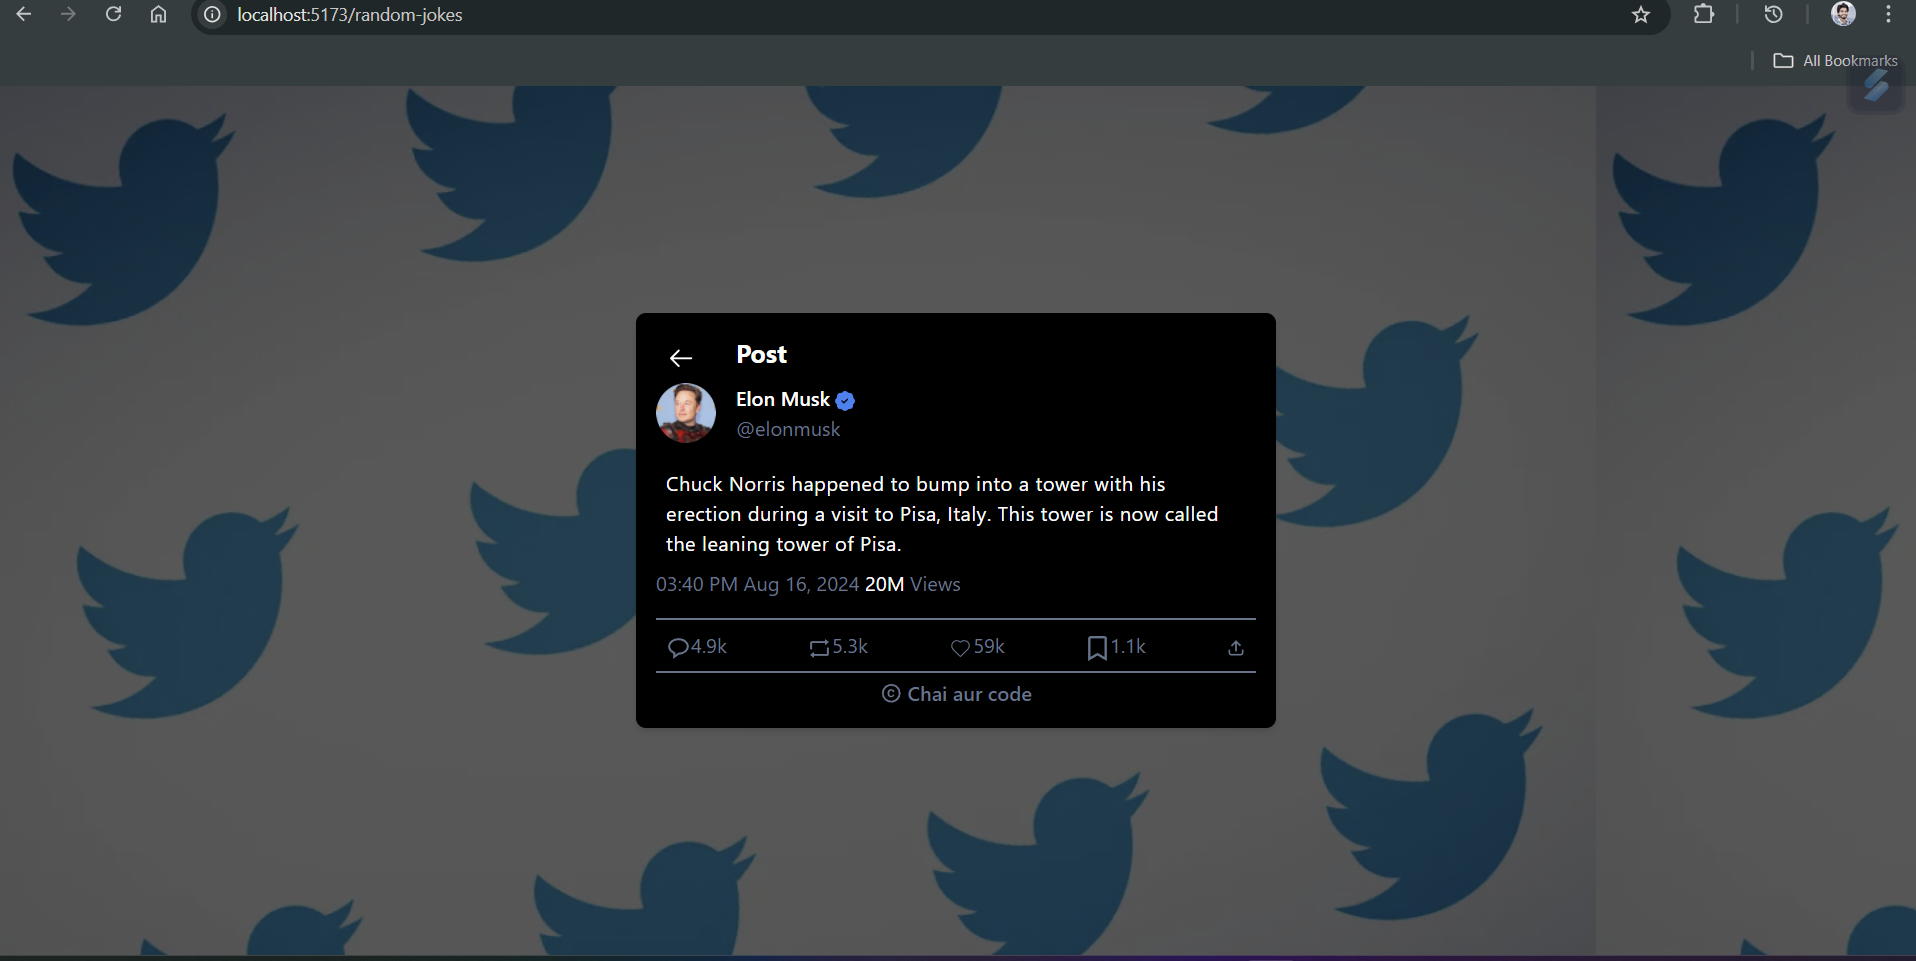 localhost:5173/random-jokes
All Bookmarks
Post
Elon Musk
@elonmusk
Chuck Norris happened to bump into a tower with his
erection during a visit to Pisa, Italy. This tower is now called
the leaning tower of Pisa.
03:40 PM Aug 16, 2024 20M Views
4.9k 5.3k 59k 1.1k
© Chai aur code